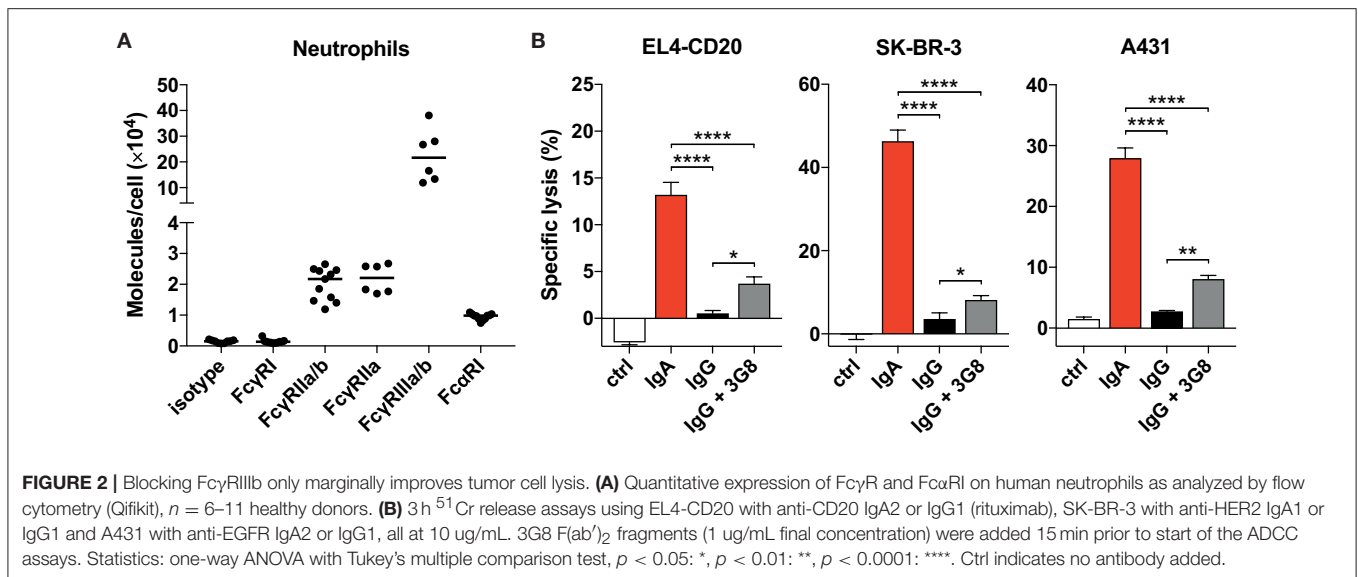 A
Neutrophils
Molecules/cell (×10⁴)
50
40
30
20
10
4
3
2
1
0
isotype
FcγRI
FcγRIIa/b
FcγRIIa
FcγRIIIa/b
FcαRI
B
EL4-CD20
Specific lysis (%)
25
20
15
10
5
0
****
****
*
ctrl
IgA
IgG
IgG + 3G8
SK-BR-3
60
40
20
0
****
****
*
ctrl
IgA
IgG
IgG + 3G8
A431
40
30
20
10
0
****
****
**
ctrl
IgA
IgG
IgG + 3G8
FIGURE 2 | Blocking FcγRIIIb only marginally improves tumor cell lysis. (A) Quantitative expression of FcγR and FcαRI on human neutrophils as analyzed by flow
cytometry (Qifikit), n = 6–11 healthy donors. (B) 3 h ⁵¹Cr release assays using EL4-CD20 with anti-CD20 IgA2 or IgG1 (rituximab), SK-BR-3 with anti-HER2 IgA1 or
IgG1 and A431 with anti-EGFR IgA2 or IgG1, all at 10 ug/mL. 3G8 F(ab′)₂ fragments (1 ug/mL final concentration) were added 15 min prior to start of the ADCC
assays. Statistics: one-way ANOVA with Tukey's multiple comparison test, p < 0.05: *, p < 0.01: **, p < 0.0001: ****. Ctrl indicates no antibody added.